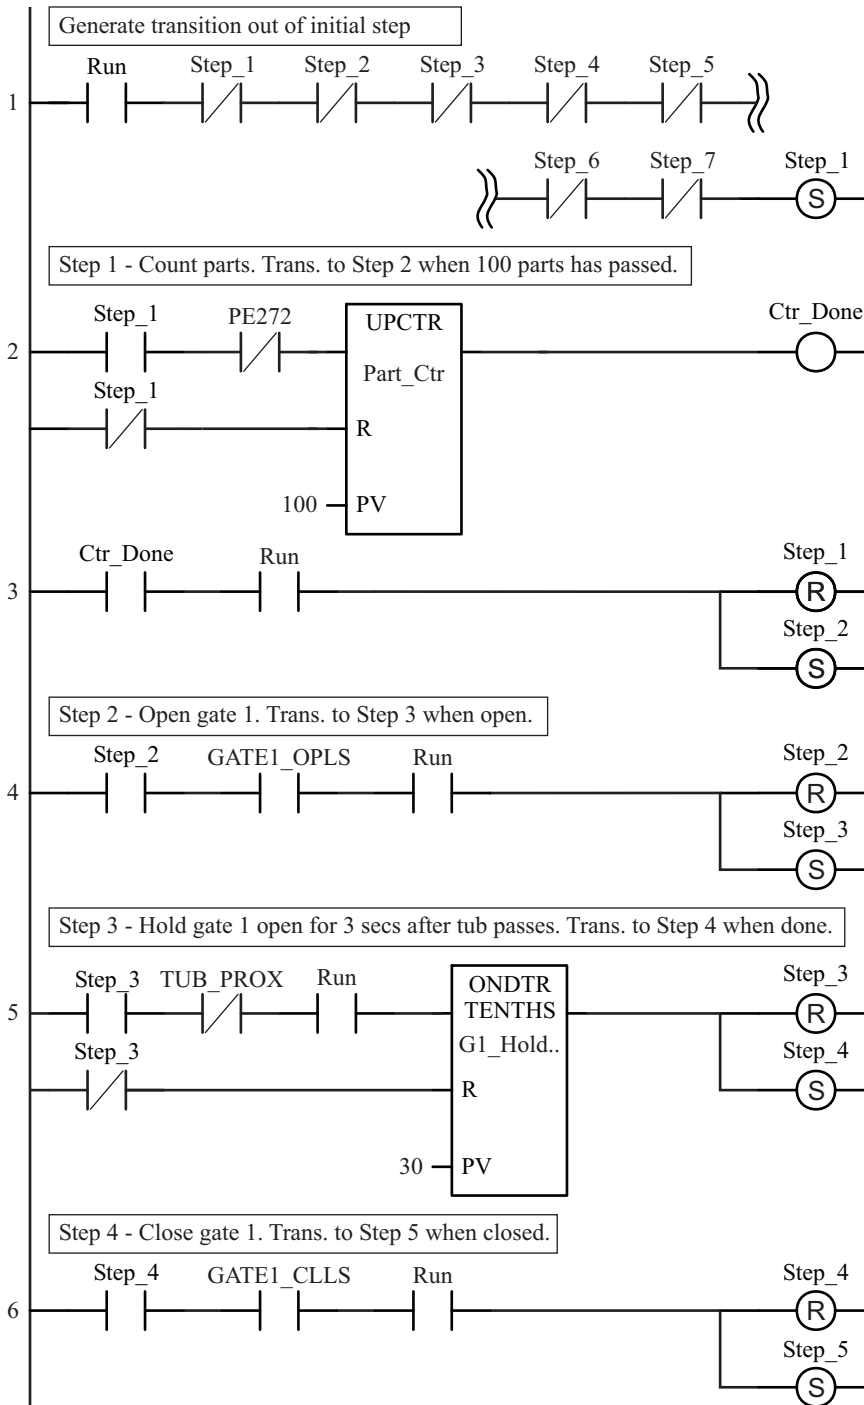 Generate transition out of initial step
Run Step_1 Step_2 Step_3 Step_4 Step_5
1
Step_6 Step_7 Step_1
S
Step 1 - Count parts. Trans. to Step 2 when 100 parts has passed.
Step_1 PE272 UPCTR Ctr_Done
2
Part_Ctr
Step_1
R
100 PV
Ctr_Done Run Step_1
3 R
Step_2
S
Step 2 - Open gate 1. Trans. to Step 3 when open.
Step_2 GATE1_OPLS Run Step_2
4 R
Step_3
S
Step 3 - Hold gate 1 open for 3 secs after tub passes. Trans. to Step 4 when done.
Step_3 TUB_PROX Run ONDTR Step_3
5 TENTHS R
Step_3 G1_Hold.. Step_4
R S
30 PV
Step 4 - Close gate 1. Trans. to Step 5 when closed.
Step_4 GATE1_CLLS Run Step_4
6 R
Step_5
S